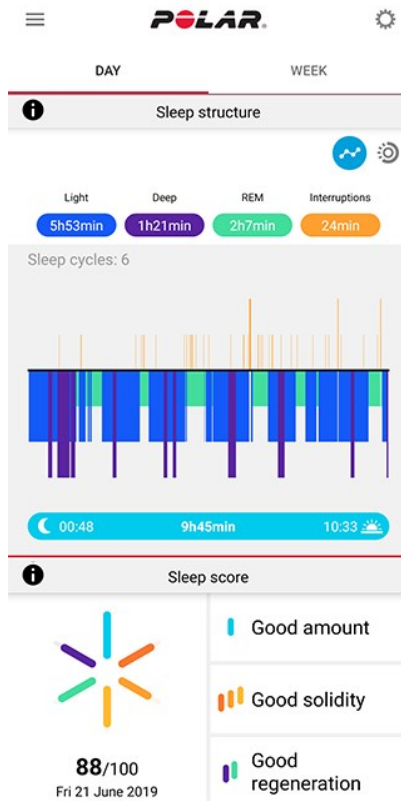 POLAR.
DAY WEEK
Sleep structure
Light Deep REM Interruptions
5h53min 1h21min 2h7min 24min
Sleep cycles: 6
00:48 9h45min 10:33
Sleep score
Good amount
Good solidity
88/100
Fri 21 June 2019
Good
regeneration